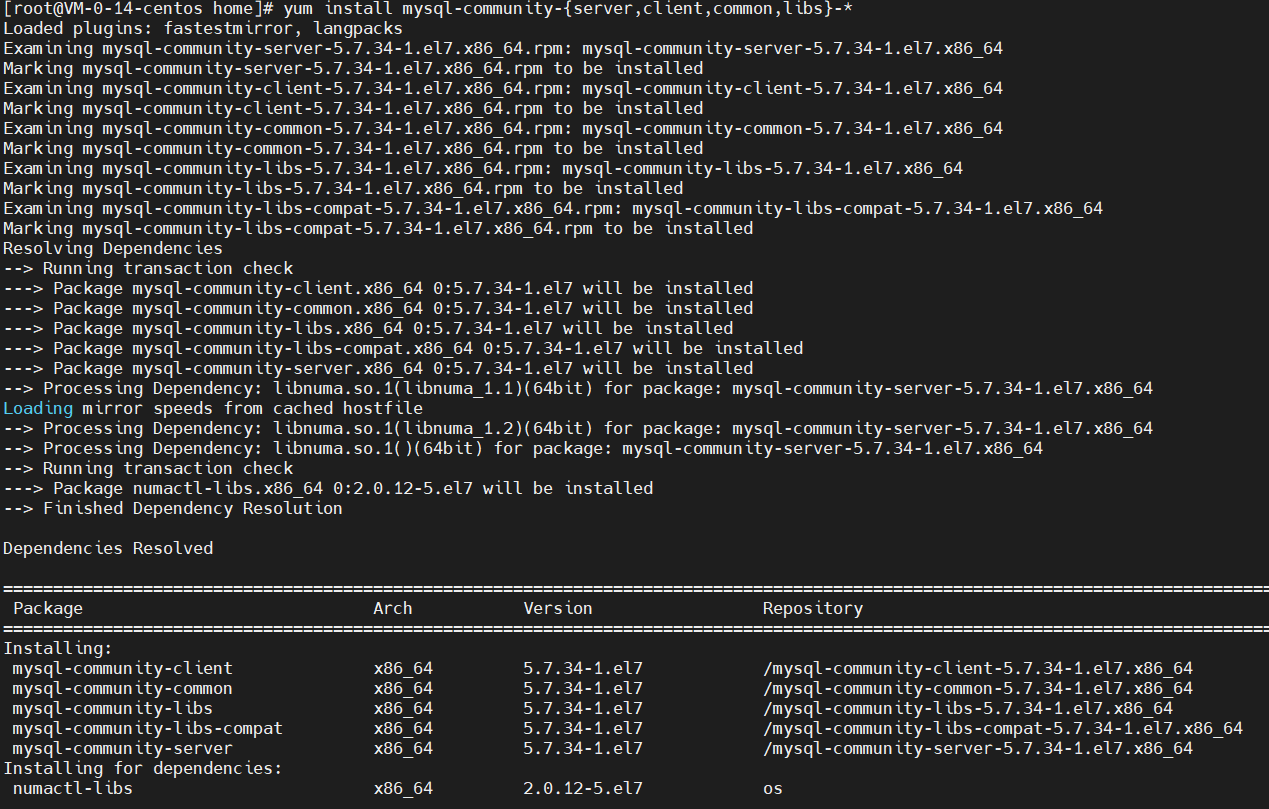 [root@VM-0-14-centos home]# yum install mysql-community-{server,client,common,libs}-*
Loaded plugins: fastestmirror, langpacks
Examining mysql-community-server-5.7.34-1.el7.x86_64.rpm: mysql-community-server-5.7.34-1.el7.x86_64
Marking mysql-community-server-5.7.34-1.el7.x86_64.rpm to be installed
Examining mysql-community-client-5.7.34-1.el7.x86_64.rpm: mysql-community-client-5.7.34-1.el7.x86_64
Marking mysql-community-client-5.7.34-1.el7.x86_64.rpm to be installed
Examining mysql-community-common-5.7.34-1.el7.x86_64.rpm: mysql-community-common-5.7.34-1.el7.x86_64
Marking mysql-community-common-5.7.34-1.el7.x86_64.rpm to be installed
Examining mysql-community-libs-5.7.34-1.el7.x86_64.rpm: mysql-community-libs-5.7.34-1.el7.x86_64
Marking mysql-community-libs-5.7.34-1.el7.x86_64.rpm to be installed
Examining mysql-community-libs-compat-5.7.34-1.el7.x86_64.rpm: mysql-community-libs-compat-5.7.34-1.el7.x86_64
Marking mysql-community-libs-compat-5.7.34-1.el7.x86_64.rpm to be installed
Resolving Dependencies
--> Running transaction check
---> Package mysql-community-client.x86_64 0:5.7.34-1.el7 will be installed
---> Package mysql-community-common.x86_64 0:5.7.34-1.el7 will be installed
---> Package mysql-community-libs.x86_64 0:5.7.34-1.el7 will be installed
---> Package mysql-community-libs-compat.x86_64 0:5.7.34-1.el7 will be installed
---> Package mysql-community-server.x86_64 0:5.7.34-1.el7 will be installed
--> Processing Dependency: libnuma.so.1(libnuma_1.1)(64bit) for package: mysql-community-server-5.7.34-1.el7.x86_64
Loading mirror speeds from cached hostfile
--> Processing Dependency: libnuma.so.1(libnuma_1.2)(64bit) for package: mysql-community-server-5.7.34-1.el7.x86_64
--> Processing Dependency: libnuma.so.1()(64bit) for package: mysql-community-server-5.7.34-1.el7.x86_64
--> Running transaction check
---> Package numactl-libs.x86_64 0:2.0.12-5.el7 will be installed
--> Finished Dependency Resolution

Dependencies Resolved

================================================================================
Package Arch Version Repository
================================================================================
Installing:
mysql-community-client x86_64 5.7.34-1.el7 /mysql-community-client-5.7.34-1.el7.x86_64
mysql-community-common x86_64 5.7.34-1.el7 /mysql-community-common-5.7.34-1.el7.x86_64
mysql-community-libs x86_64 5.7.34-1.el7 /mysql-community-libs-5.7.34-1.el7.x86_64
mysql-community-libs-compat x86_64 5.7.34-1.el7 /mysql-community-libs-compat-5.7.34-1.el7.x86_64
mysql-community-server x86_64 5.7.34-1.el7 /mysql-community-server-5.7.34-1.el7.x86_64
Installing for dependencies:
numactl-libs x86_64 2.0.12-5.el7 os